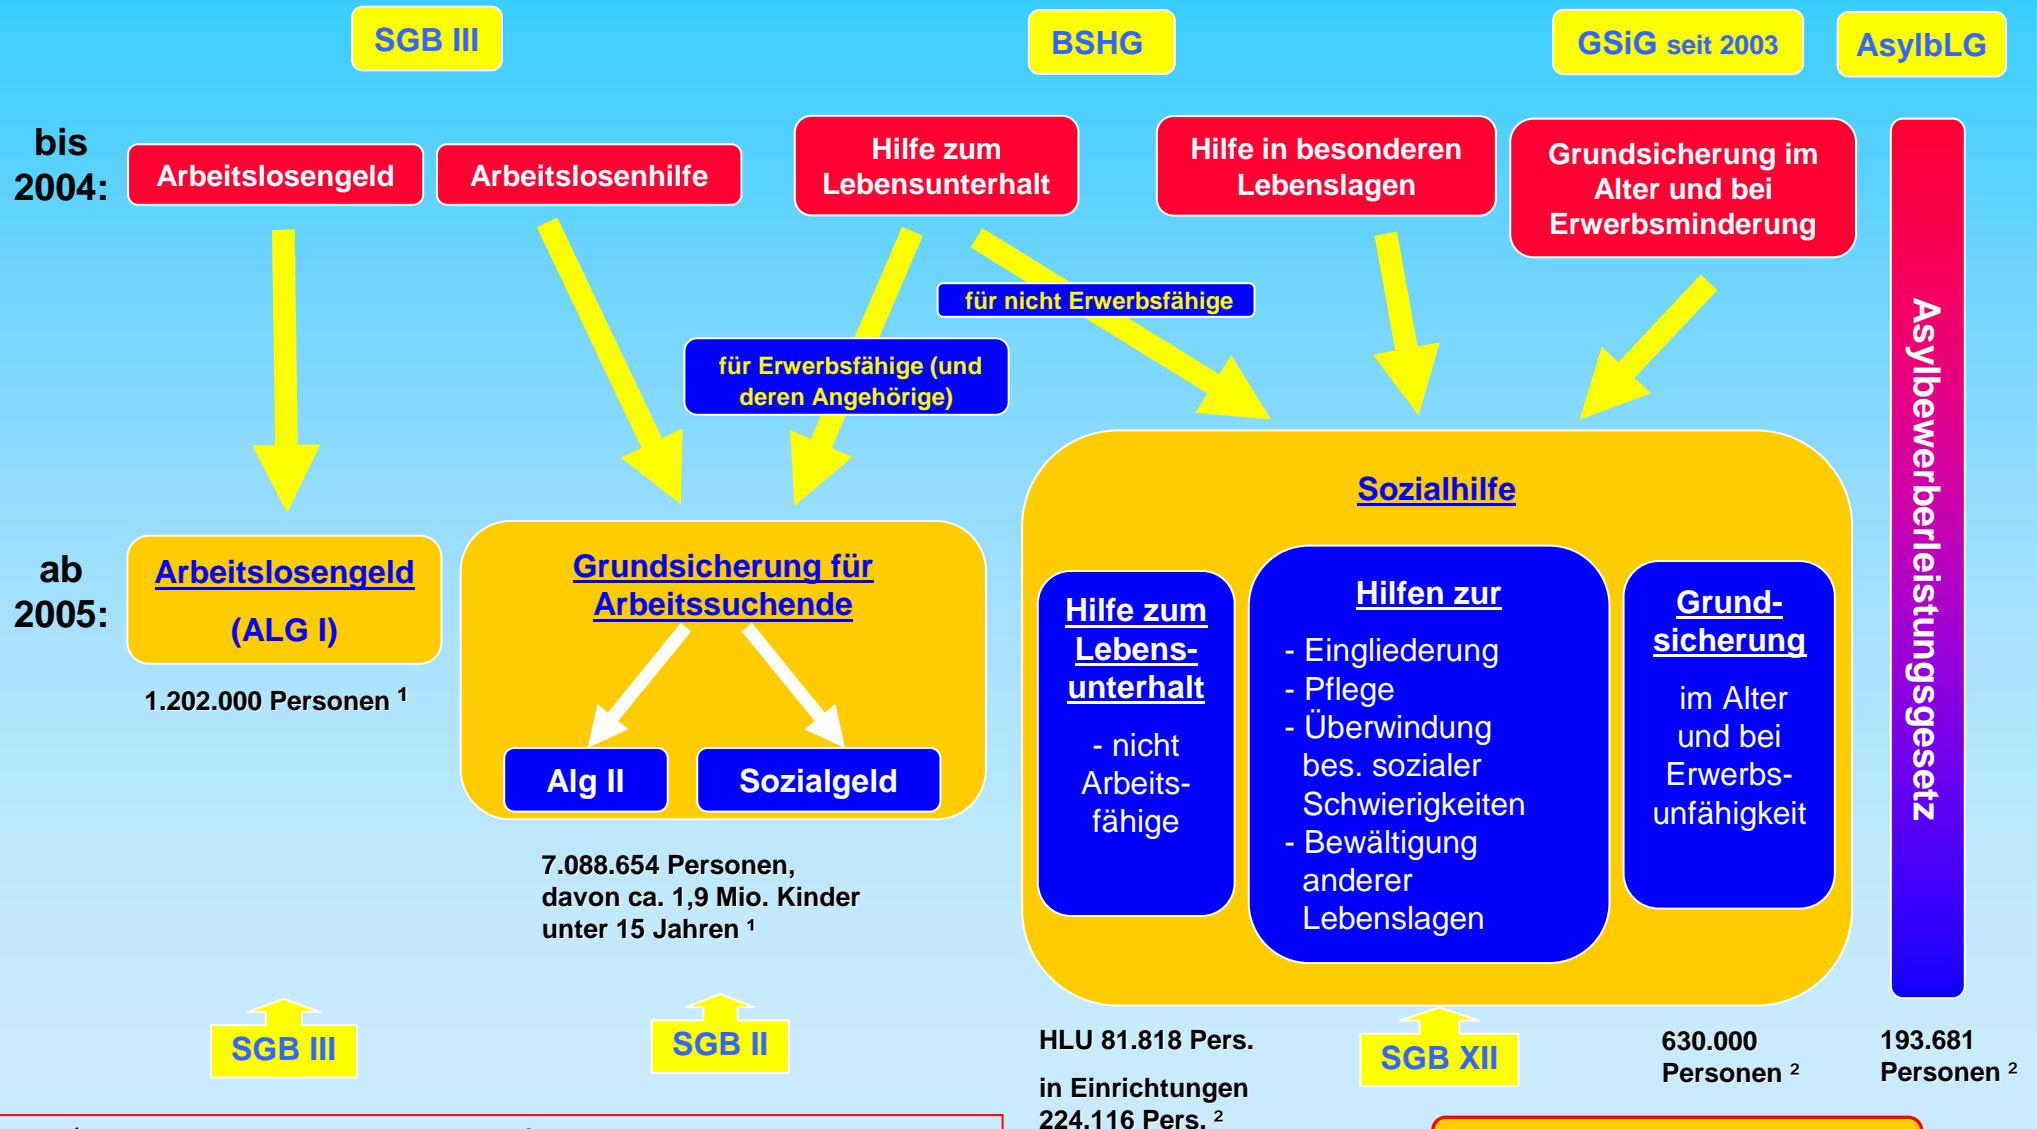 SGB III
BSHG
GSiG seit 2003
AsylbLG
bis
2004:
Arbeitslosengeld
Arbeitslosenhilfe
Hilfe zum
Lebensunterhalt
Hilfe in besonderen
Lebenslagen
Grundsicherung im
Alter und bei
Erwerbsminderung
für nicht Erwerbsfähige
für Erwerbsfähige (und
deren Angehörige)
Asylbewerberleistungsgesetz
ab
2005:
Arbeitslosengeld
(ALG I)
1.202.000 Personen ¹
Grundsicherung für
Arbeitssuchende
Alg II
Sozialgeld
7.088.654 Personen,
davon ca. 1,9 Mio. Kinder
unter 15 Jahren ¹
Sozialhilfe
Hilfe zum
Lebens-
unterhalt
- nicht
Arbeits-
fähige
Hilfen zur
- Eingliederung
- Pflege
- Überwindung
bes. sozialer
Schwierigkeiten
- Bewältigung
anderer
Lebenslagen
Grund-
sicherung
im Alter
und bei
Erwerbs-
unfähigkeit
SGB III
SGB II
HLU 81.818 Pers.
in Einrichtungen
224.116 Pers. ²
SGB XII
630.000
Personen ²
193.681
Personen ²